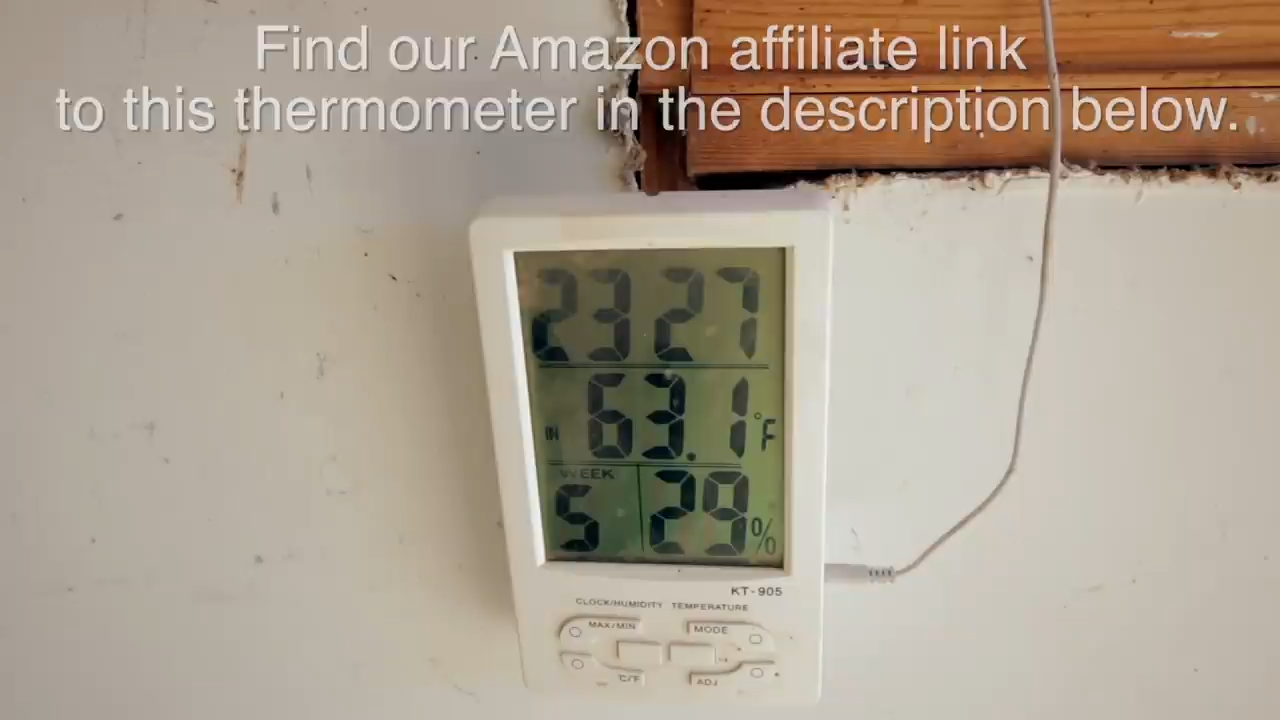 Find our Amazon affiliate link
to this thermometer in the description below.
23 27
IN 63.1 °F
WEEK
5 29 %
KT-905
CLOCK/HUMIDITY TEMPERATURE
MAX/MIN MODE
°C/°F ADJ